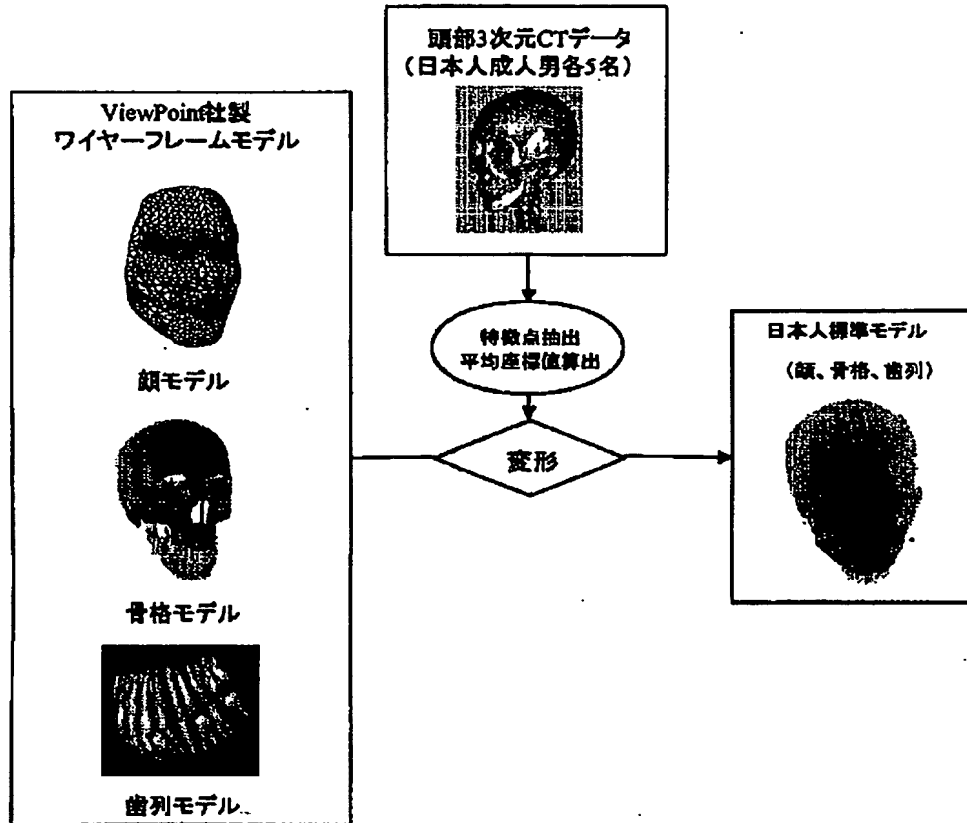 頭部3次元CTデータ
(日本人成人男各5名)
ViewPoint社製
ワイヤーフレームモデル
顔モデル
骨格モデル
歯列モデル
特徴点抽出
平均座標値算出
変形
日本人標準モデル
(顔、骨格、歯列)